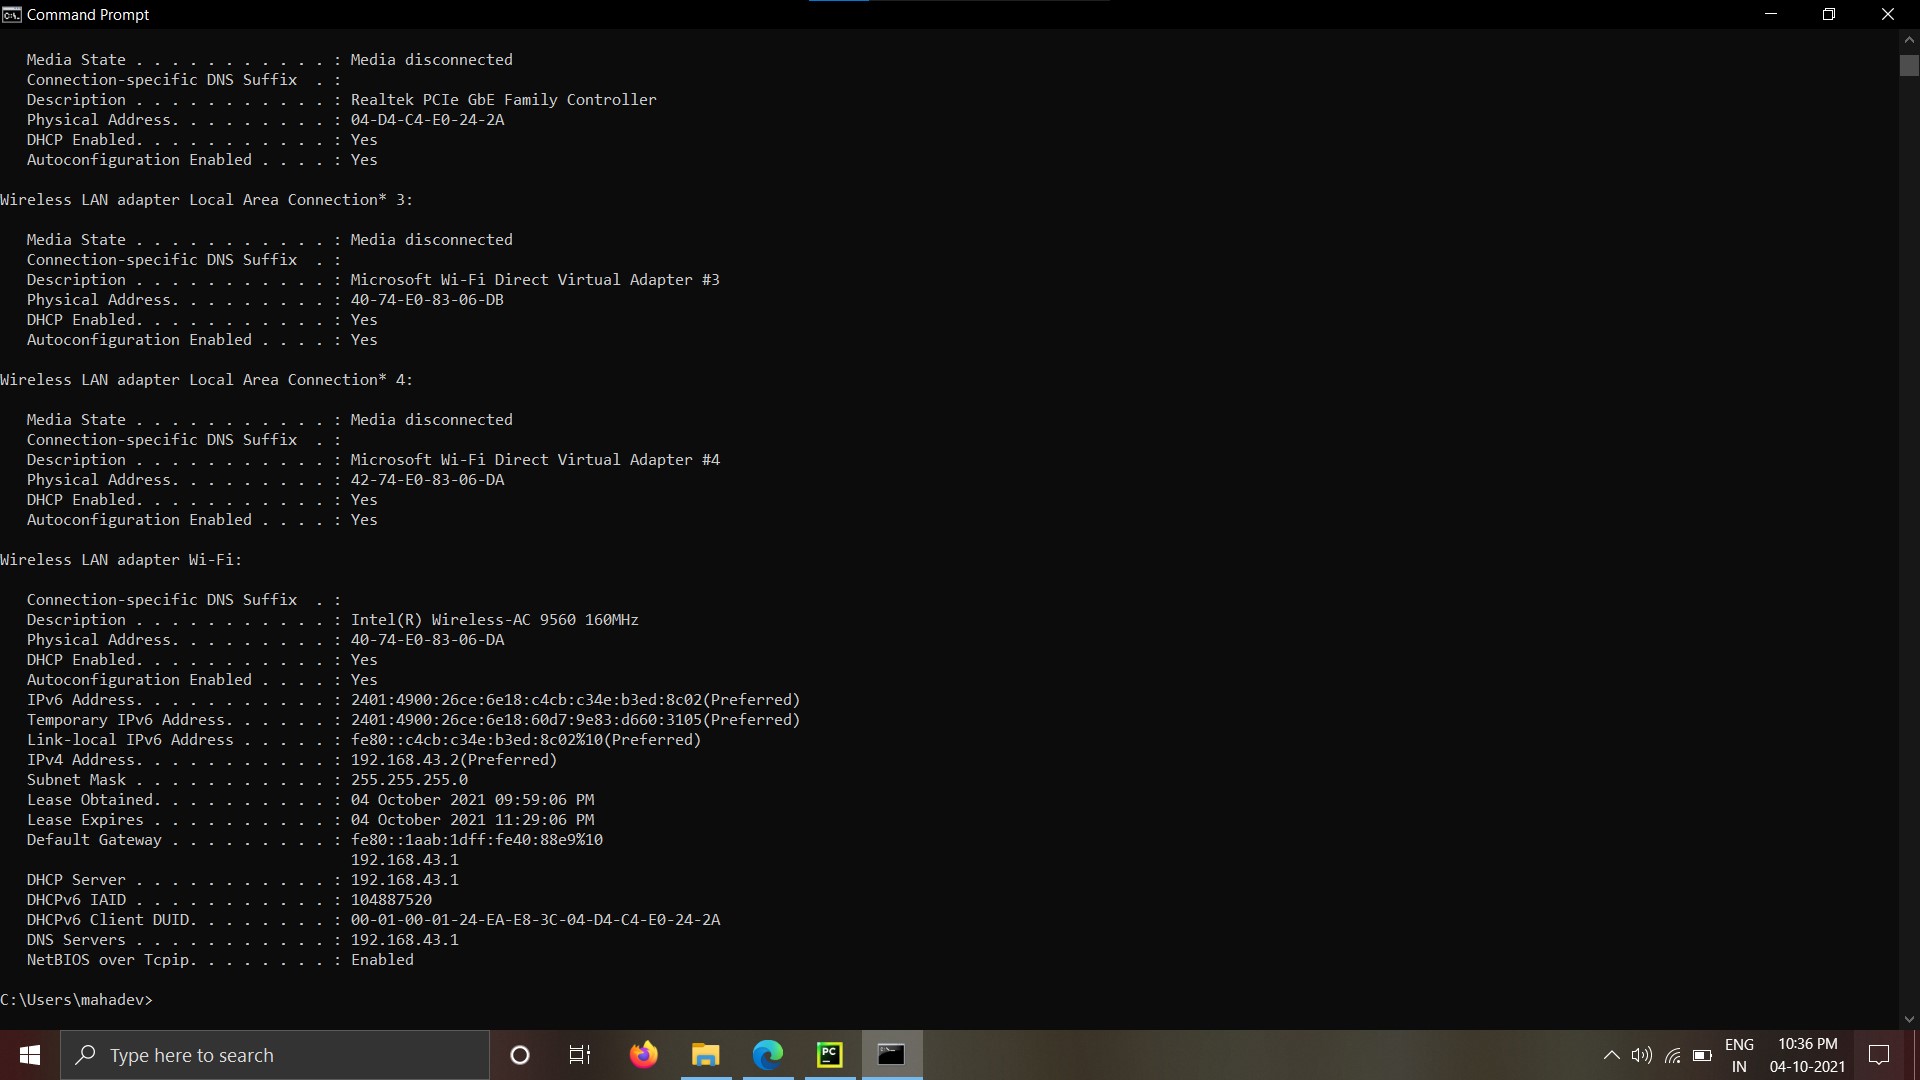 Command Prompt
Media State . . . . . . . . . . . : Media disconnected
Connection-specific DNS Suffix  . :
Description . . . . . . . . . . . : Realtek PCIe GbE Family Controller
Physical Address. . . . . . . . . : 04-D4-C4-E0-24-2A
DHCP Enabled. . . . . . . . . . . : Yes
Autoconfiguration Enabled . . . . : Yes
Wireless LAN adapter Local Area Connection* 3:
Media State . . . . . . . . . . . : Media disconnected
Connection-specific DNS Suffix  . :
Description . . . . . . . . . . . : Microsoft Wi-Fi Direct Virtual Adapter #3
Physical Address. . . . . . . . . : 40-74-E0-83-06-DB
DHCP Enabled. . . . . . . . . . . : Yes
Autoconfiguration Enabled . . . . : Yes
Wireless LAN adapter Local Area Connection* 4:
Media State . . . . . . . . . . . : Media disconnected
Connection-specific DNS Suffix  . :
Description . . . . . . . . . . . : Microsoft Wi-Fi Direct Virtual Adapter #4
Physical Address. . . . . . . . . : 42-74-E0-83-06-DA
DHCP Enabled. . . . . . . . . . . : Yes
Autoconfiguration Enabled . . . . : Yes
Wireless LAN adapter Wi-Fi:
Connection-specific DNS Suffix  . :
Description . . . . . . . . . . . : Intel(R) Wireless-AC 9560 160MHz
Physical Address. . . . . . . . . : 40-74-E0-83-06-DA
DHCP Enabled. . . . . . . . . . . : Yes
Autoconfiguration Enabled . . . . : Yes
IPv6 Address. . . . . . . . . . . : 2401:4900:26ce:6e18:c4cb:c34e:b3ed:8c02(Preferred)
Temporary IPv6 Address. . . . . . : 2401:4900:26ce:6e18:60d7:9e83:d660:3105(Preferred)
Link-local IPv6 Address . . . . . : fe80::c4cb:c34e:b3ed:8c02%10(Preferred)
IPv4 Address. . . . . . . . . . . : 192.168.43.2(Preferred)
Subnet Mask . . . . . . . . . . . : 255.255.255.0
Lease Obtained. . . . . . . . . . : 04 October 2021 09:59:06 PM
Lease Expires . . . . . . . . . . : 04 October 2021 11:29:06 PM
Default Gateway . . . . . . . . . : fe80::1aab:1dff:fe40:88e9%10
192.168.43.1
DHCP Server . . . . . . . . . . . : 192.168.43.1
DHCPv6 IAID . . . . . . . . . . . : 104887520
DHCPv6 Client DUID. . . . . . . . : 00-01-00-01-24-EA-E8-3C-04-D4-C4-E0-24-2A
DNS Servers . . . . . . . . . . . : 192.168.43.1
NetBIOS over Tcpip. . . . . . . . : Enabled
C:\Users\mahadev>
Type here to search
PC
ENG
IN
10:36 PM
04-10-2021